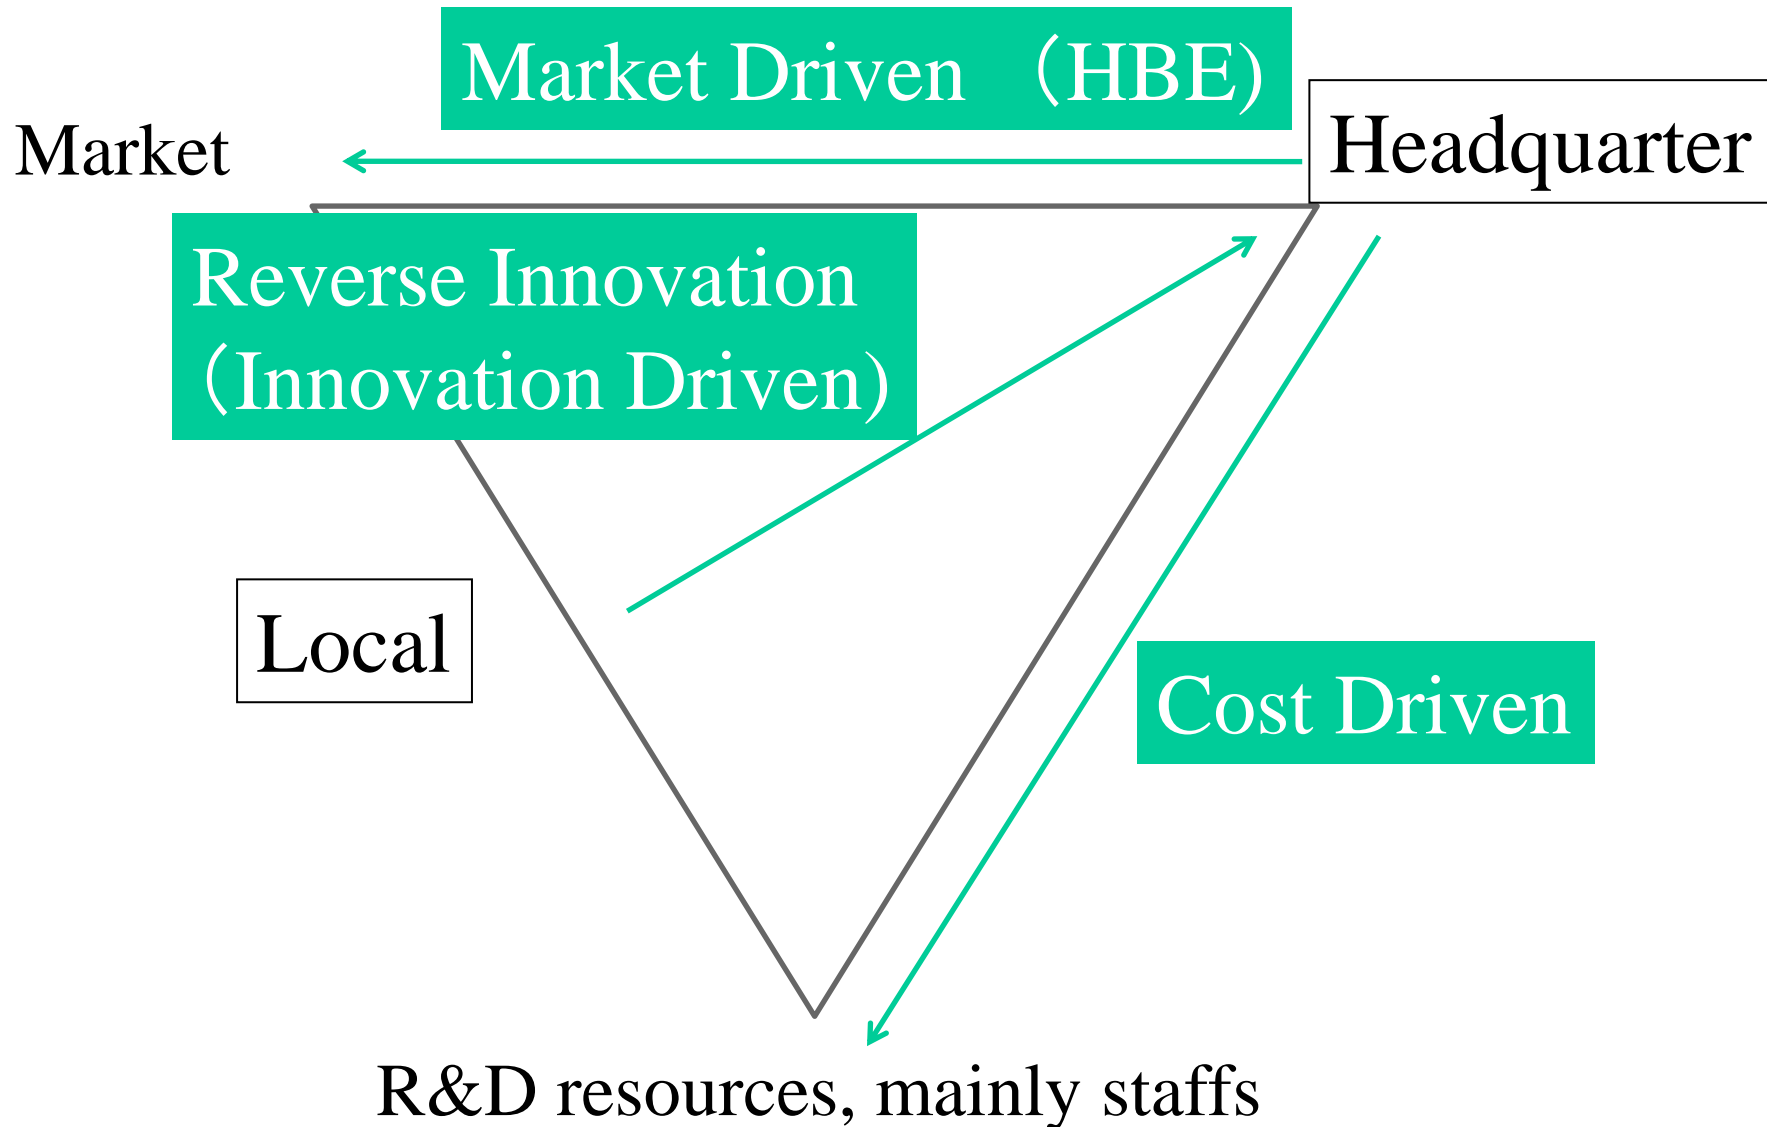 Market Driven （HBE)
Market
Headquarter
Reverse Innovation
（Innovation Driven)
Local
Cost Driven
R&D resources, mainly staffs